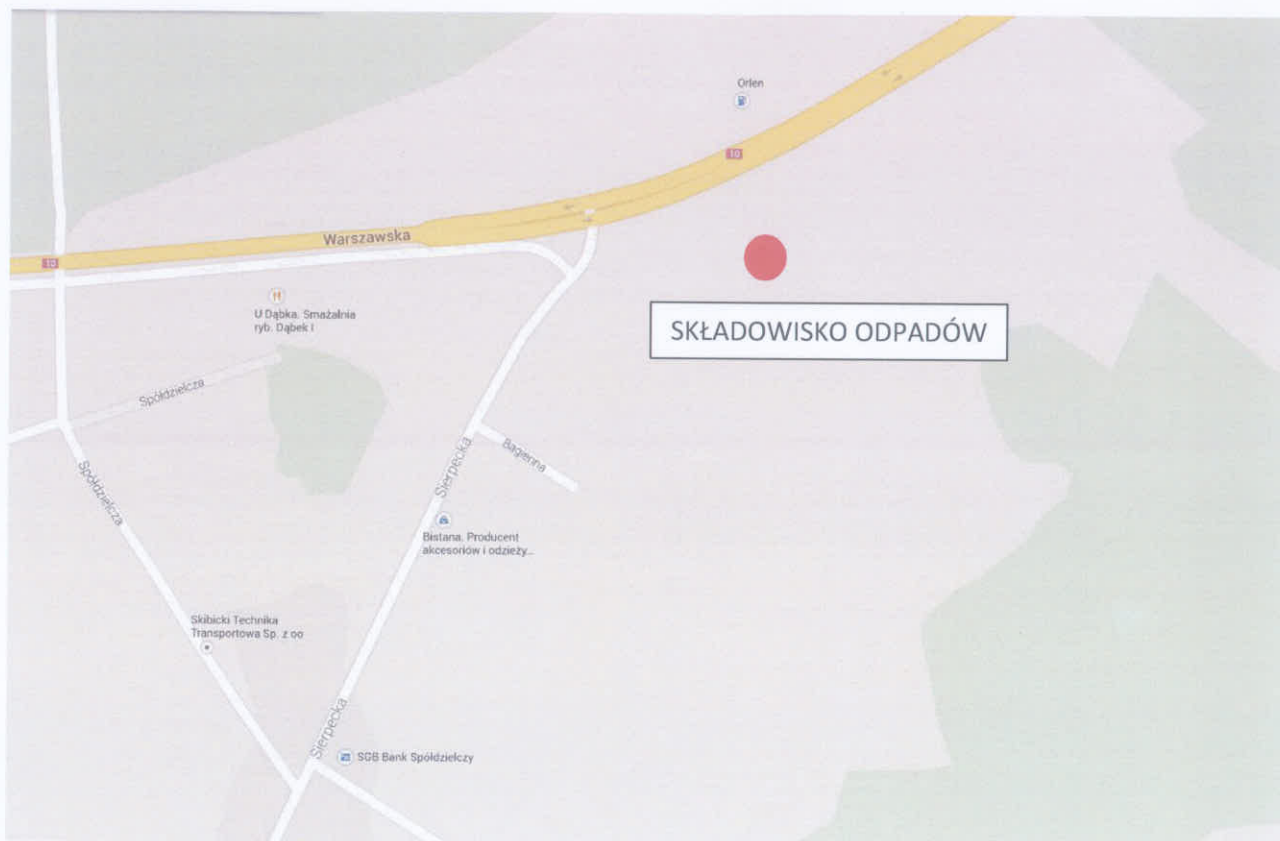 Orlen
10
Warszawska
10
U Dąbka. Smażalnia
ryb. Dąbek I
SKŁADOWISKO ODPADÓW
Spółdzielcza
Sierpecka
Bagienna
Spółdzielcza
Bistana. Producent
akcesoriów i odzieży...
Skibicki Technika
Transportowa Sp. z oo
Sierpecka
SGB Bank Spółdzielczy